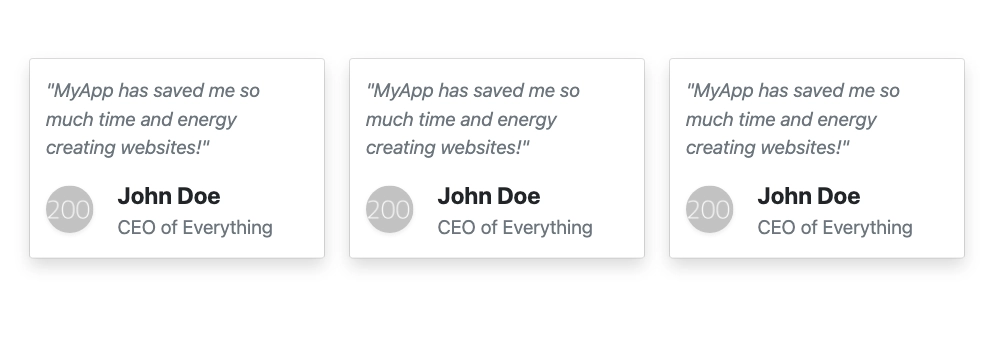 "MyApp has saved me so
much time and energy
creating websites!"
200
John Doe
CEO of Everything
"MyApp has saved me so
much time and energy
creating websites!"
200
John Doe
CEO of Everything
"MyApp has saved me so
much time and energy
creating websites!"
200
John Doe
CEO of Everything